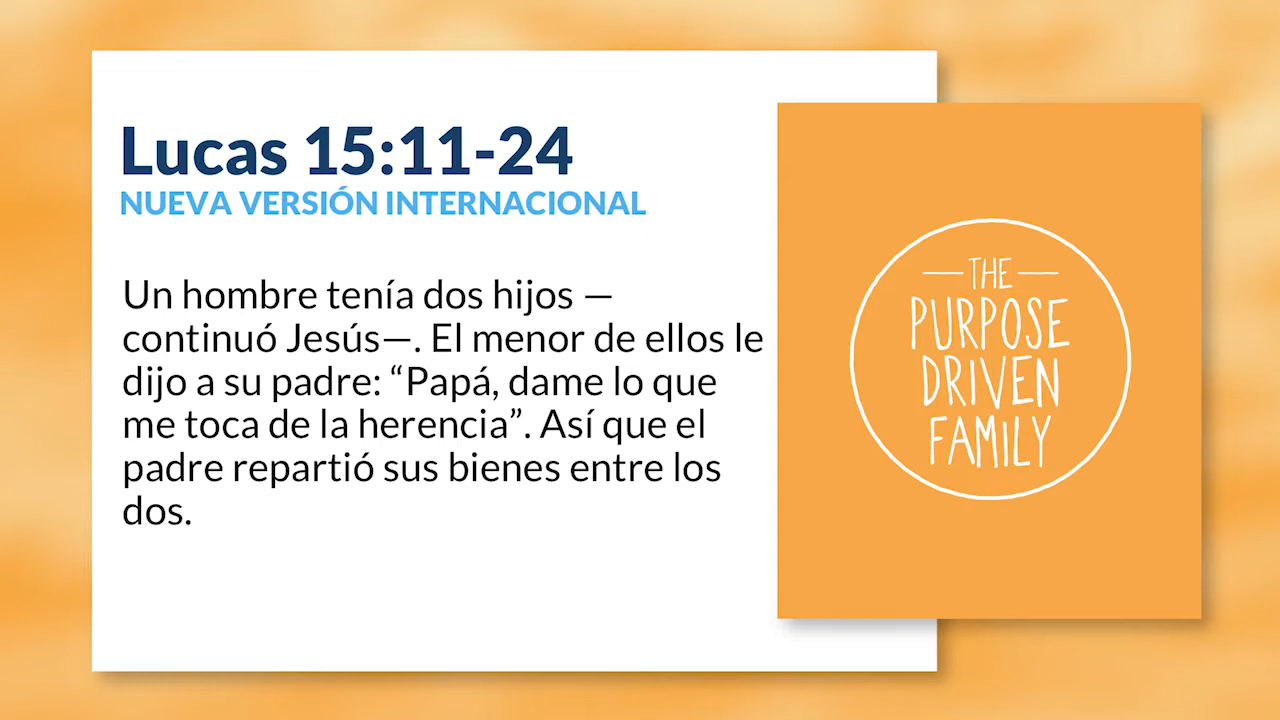 Lucas 15:11-24
NUEVA VERSIÓN INTERNACIONAL
Un hombre tenía dos hijos —
continuó Jesús—. El menor de ellos le
dijo a su padre: “Papá, dame lo que
me toca de la herencia”. Así que el
padre repartió sus bienes entre los
dos.
THE
PURPOSE
DRIVEN
FAMILY